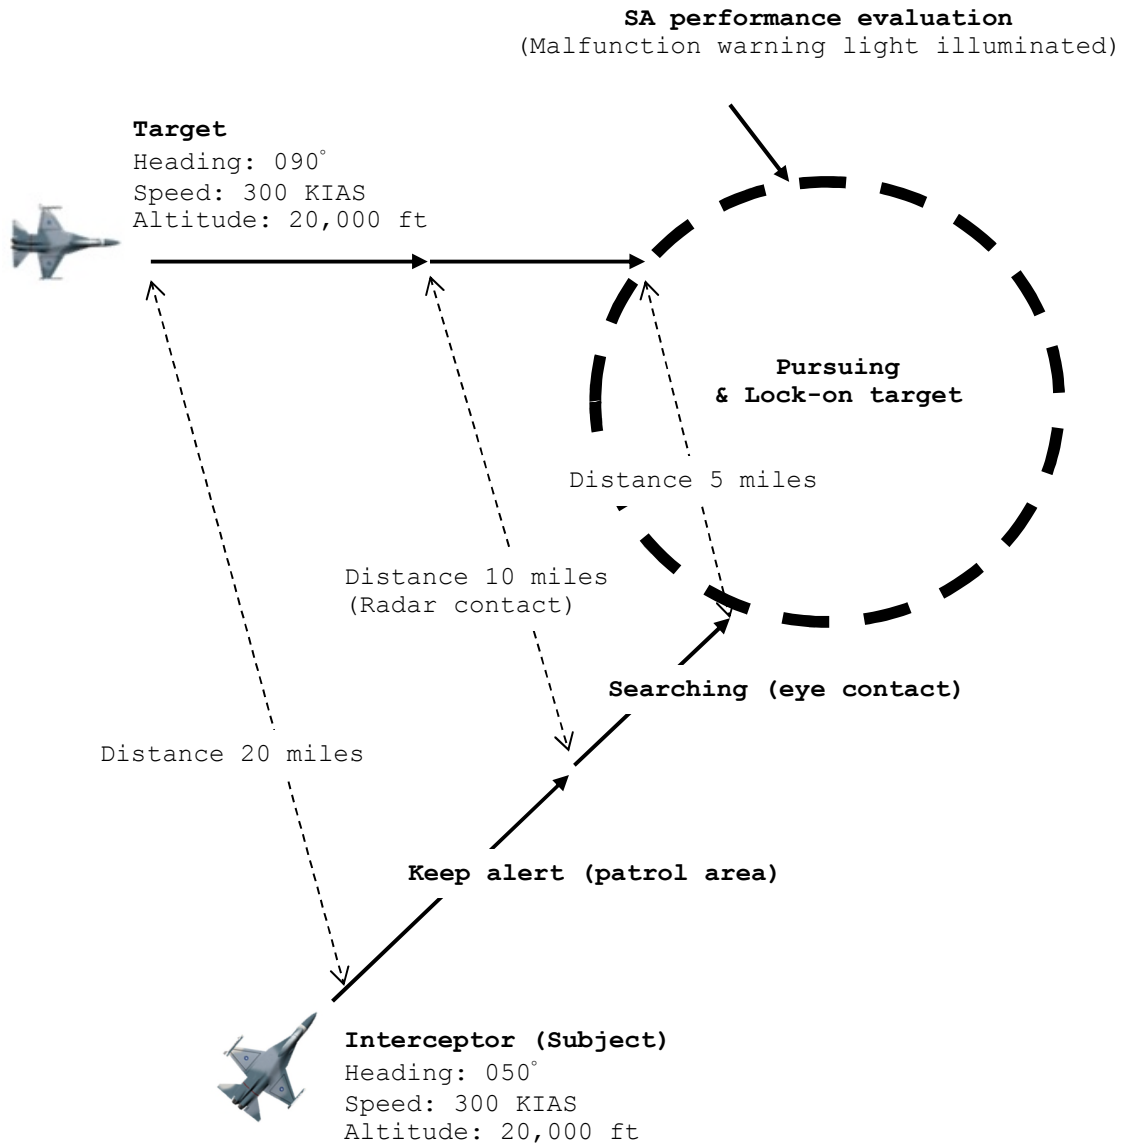 SA performance evaluation
(Malfunction warning light illuminated)
Target
Heading: 090°
Speed: 300 KIAS
Altitude: 20,000 ft
Pursuing
& Lock-on target
Distance 5 miles
Distance 10 miles
(Radar contact)
Searching (eye contact)
Distance 20 miles
Keep alert (patrol area)
Interceptor (Subject)
Heading: 050°
Speed: 300 KIAS
Altitude: 20,000 ft